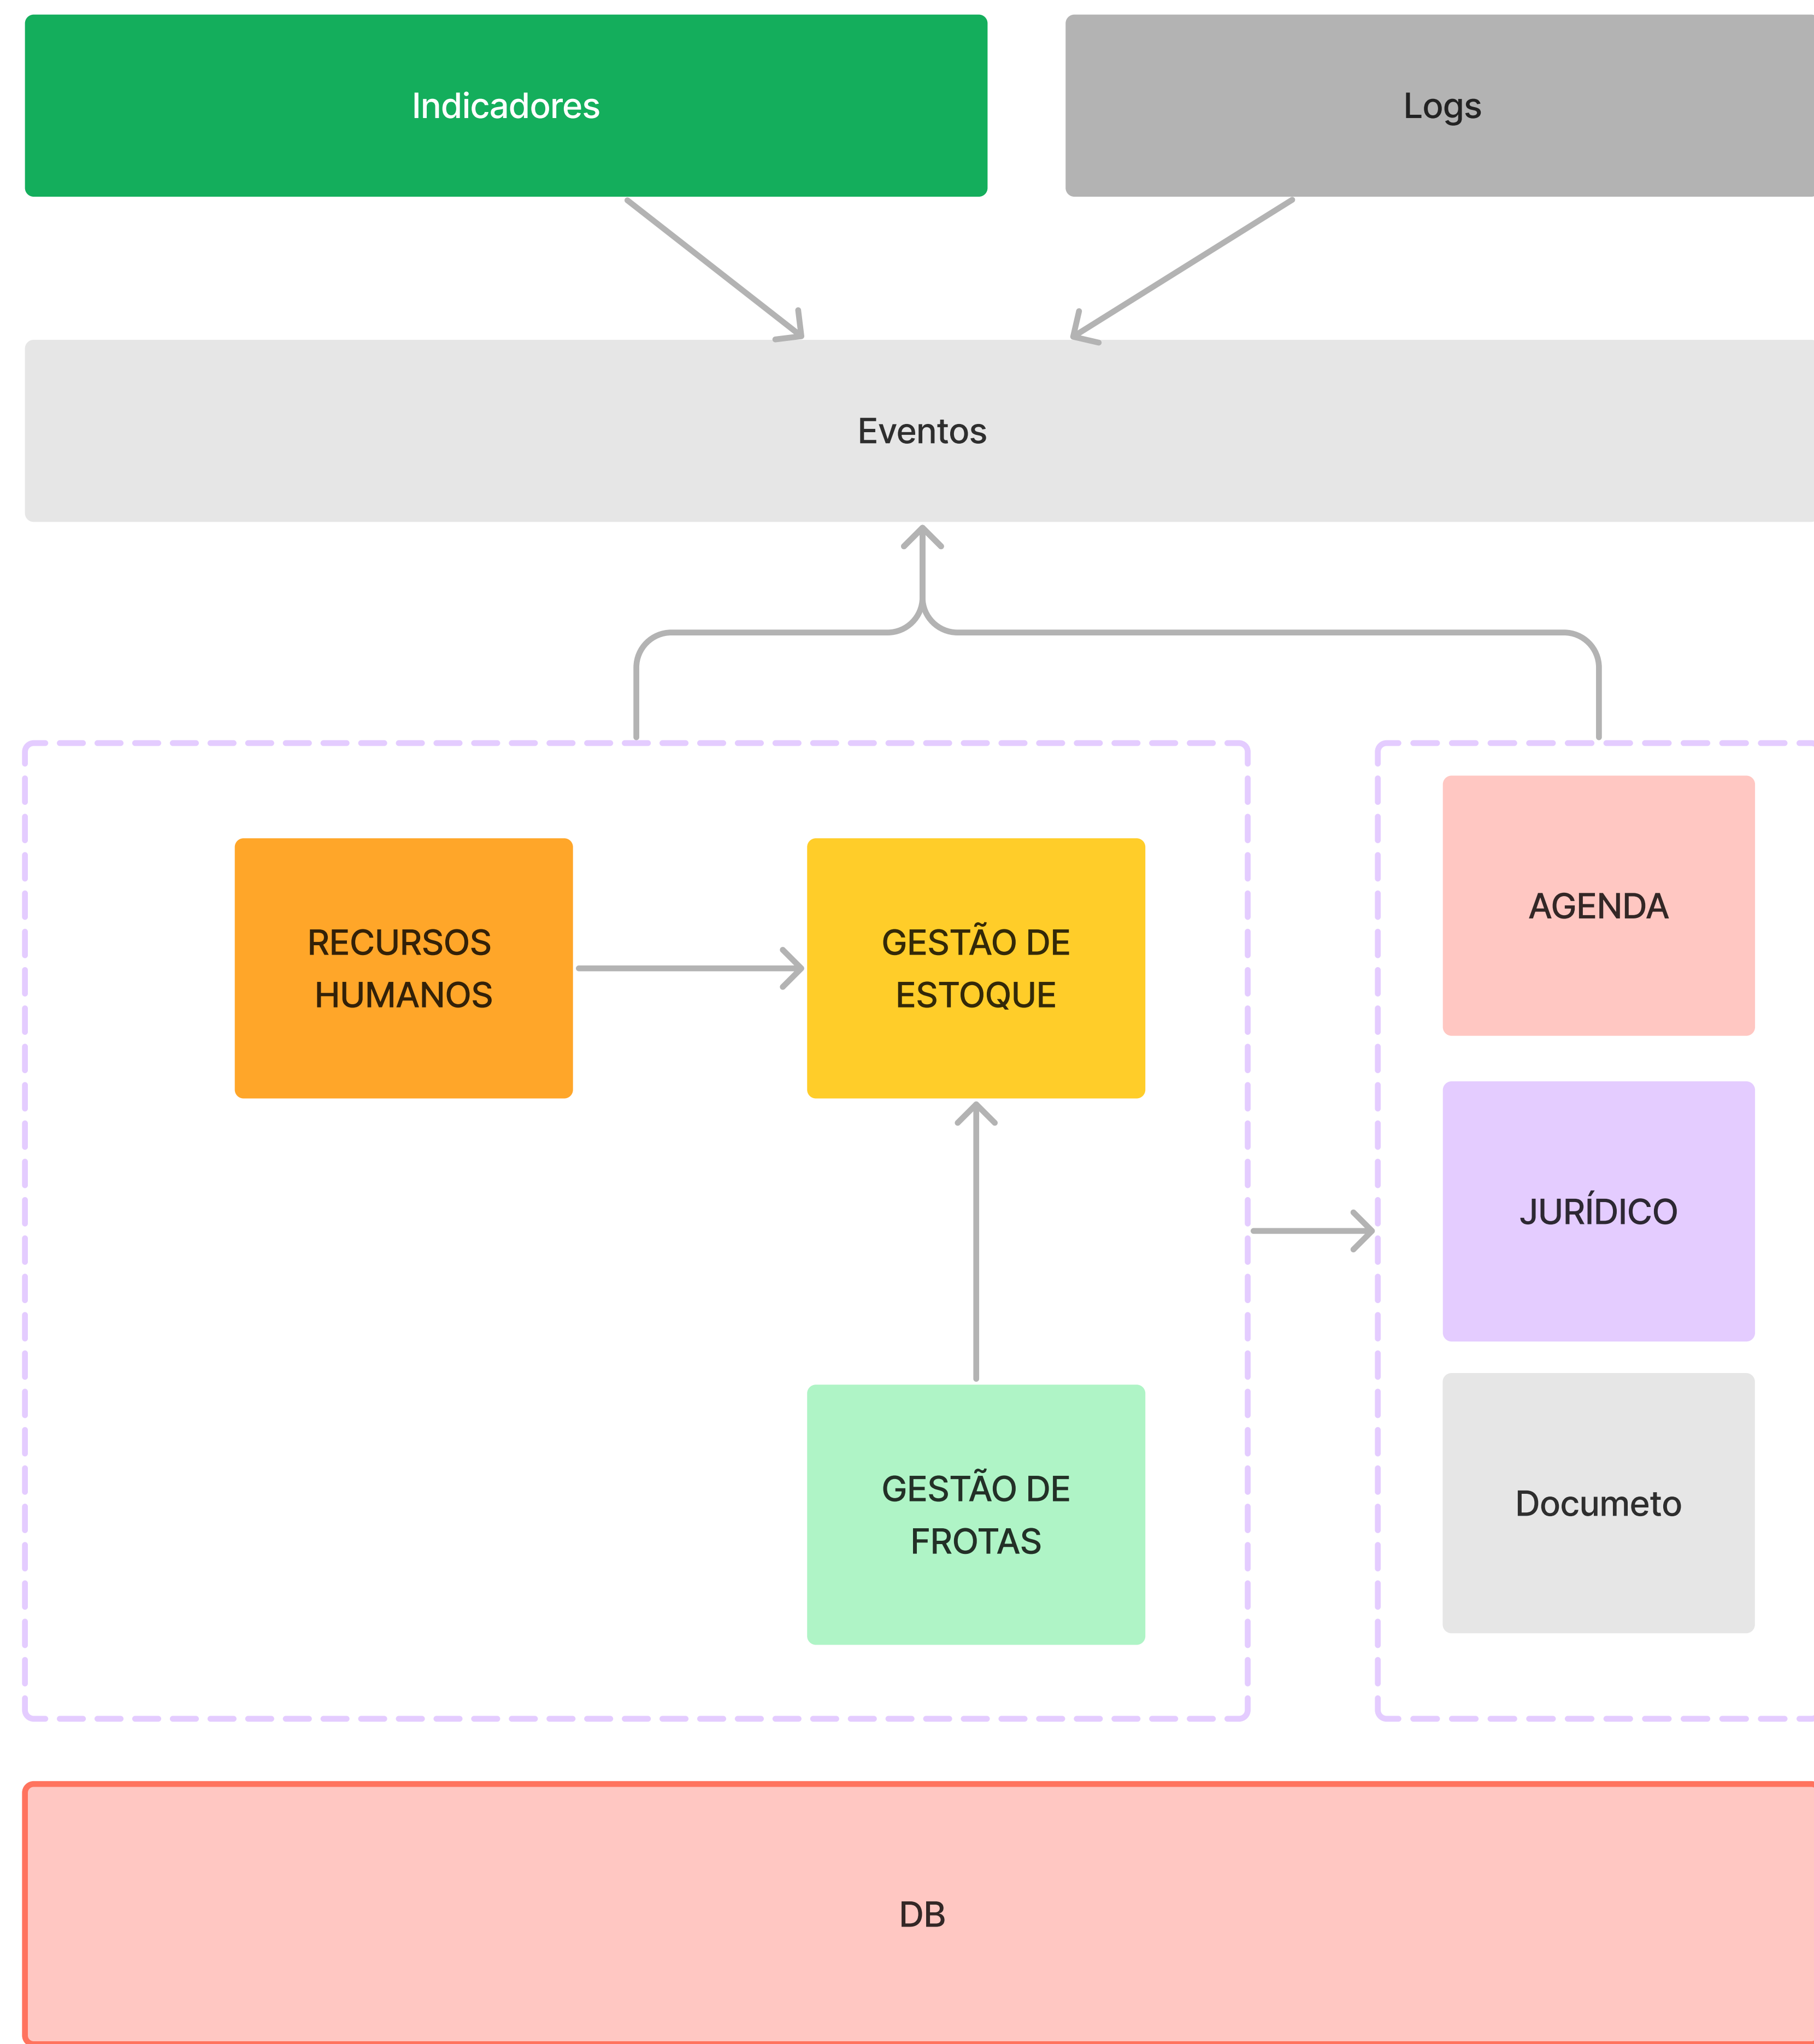 Indicadores
Logs
Eventos
RECURSOS
HUMANOS
GESTÃO DE
ESTOQUE
GESTÃO DE
FROTAS
AGENDA
JURÍDICO
Documeto
DB